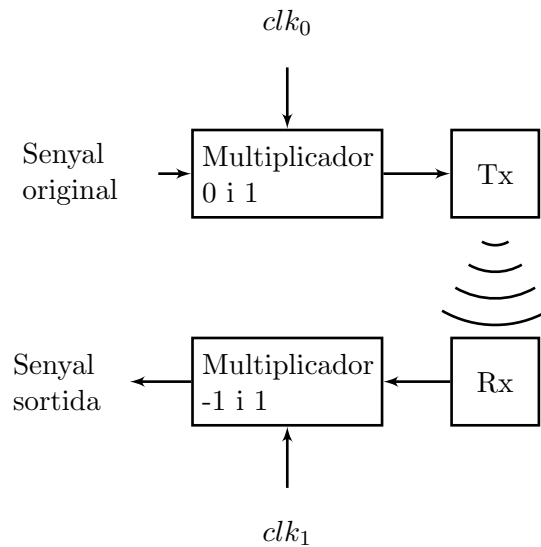 clk₀
Senyal
original
Multiplicador
0 i 1
Tx
Senyal
sortida
Multiplicador
-1 i 1
Rx
clk₁